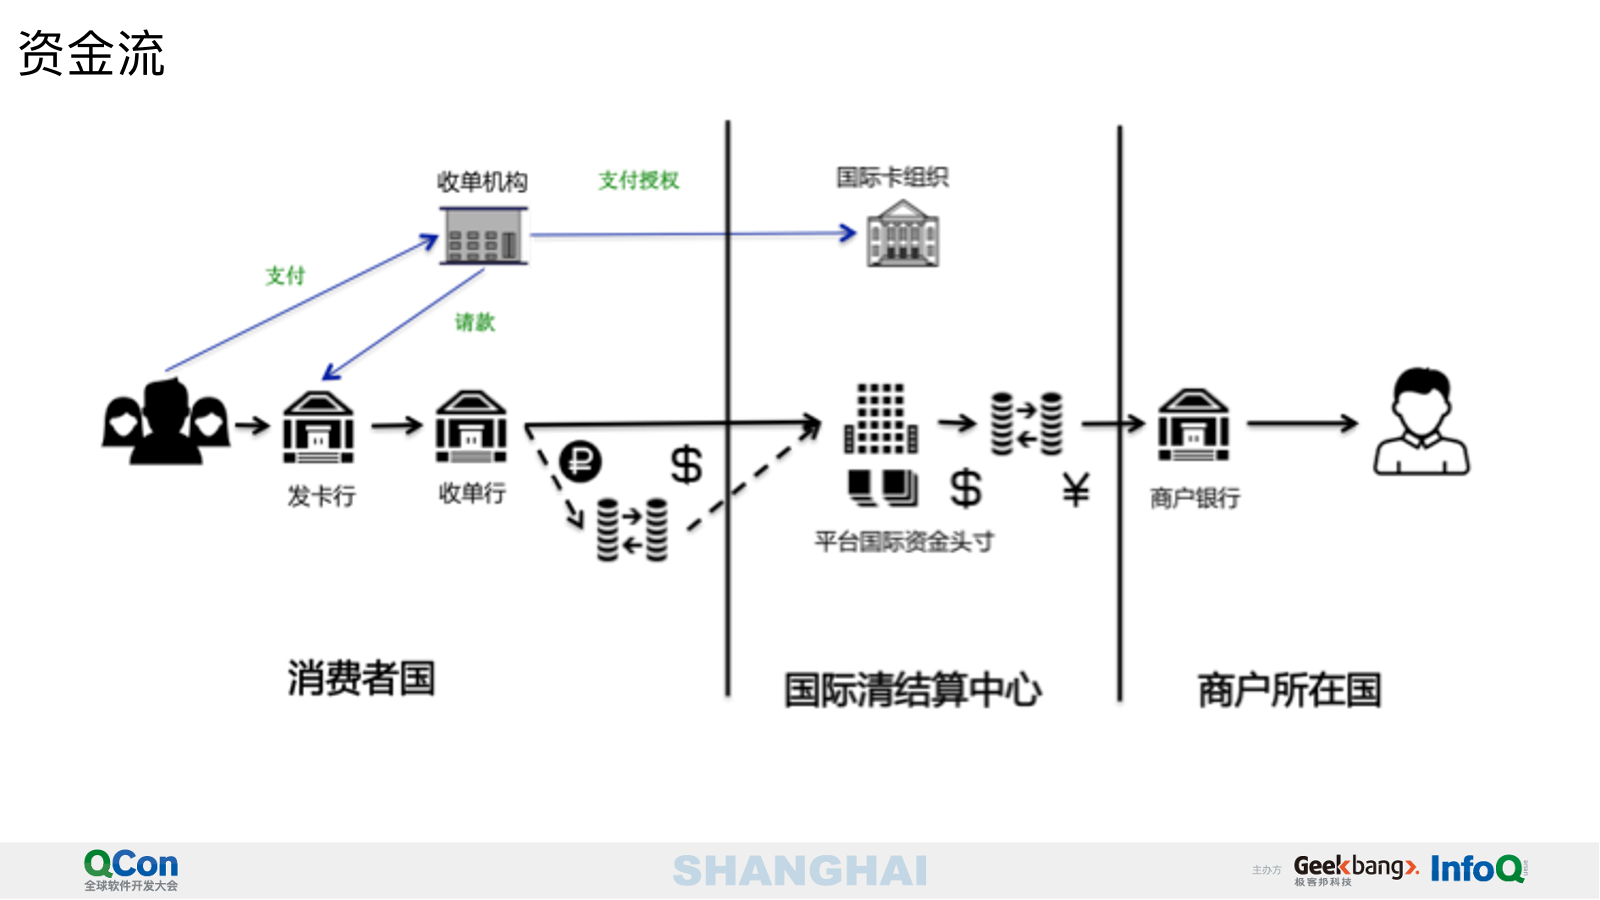 资金流
收单机构
支付授权
国际卡组织
支付
请款
发卡行
收单行
₽
$
$
¥
平台国际资金头寸
商户银行
消费者国
国际清结算中心
商户所在国
QCon
全球软件开发大会
SHANGHAI
主办方
Geekbang>.
极客邦科技
InfoQ